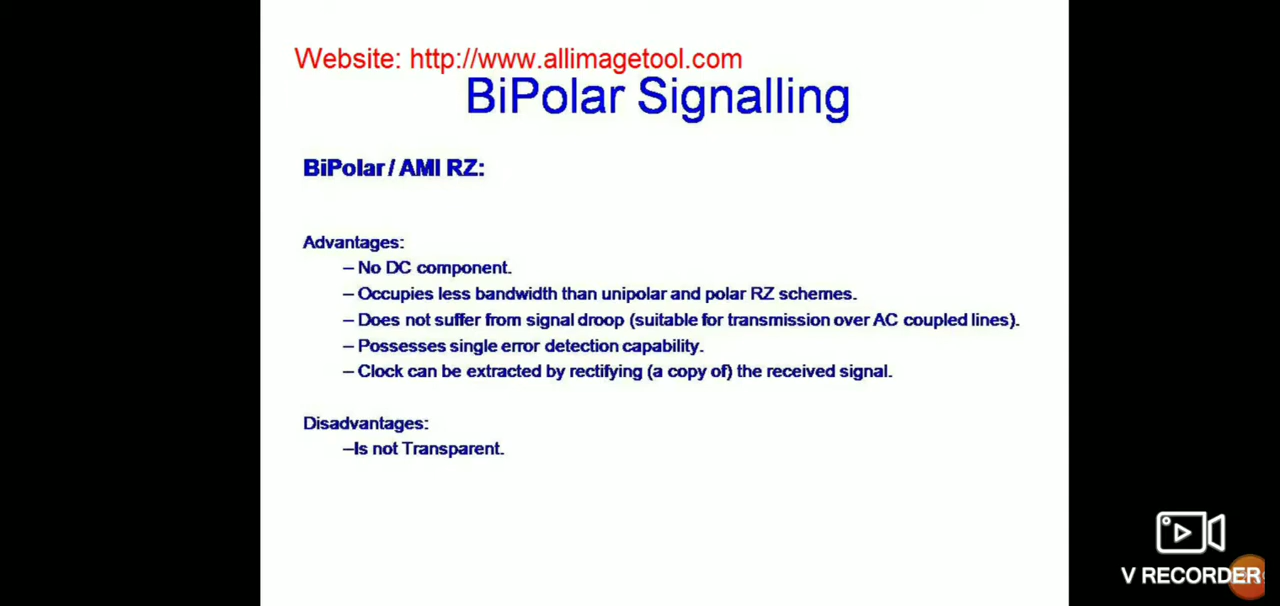 Website: http://www.allimagetool.com
BiPolar Signalling
BiPolar / AMI RZ:
Advantages:
– No DC component.
– Occupies less bandwidth than unipolar and polar RZ schemes.
– Does not suffer from signal droop (suitable for transmission over AC coupled lines).
– Possesses single error detection capability.
– Clock can be extracted by rectifying (a copy of) the received signal.
Disadvantages:
–Is not Transparent.
V RECORDER